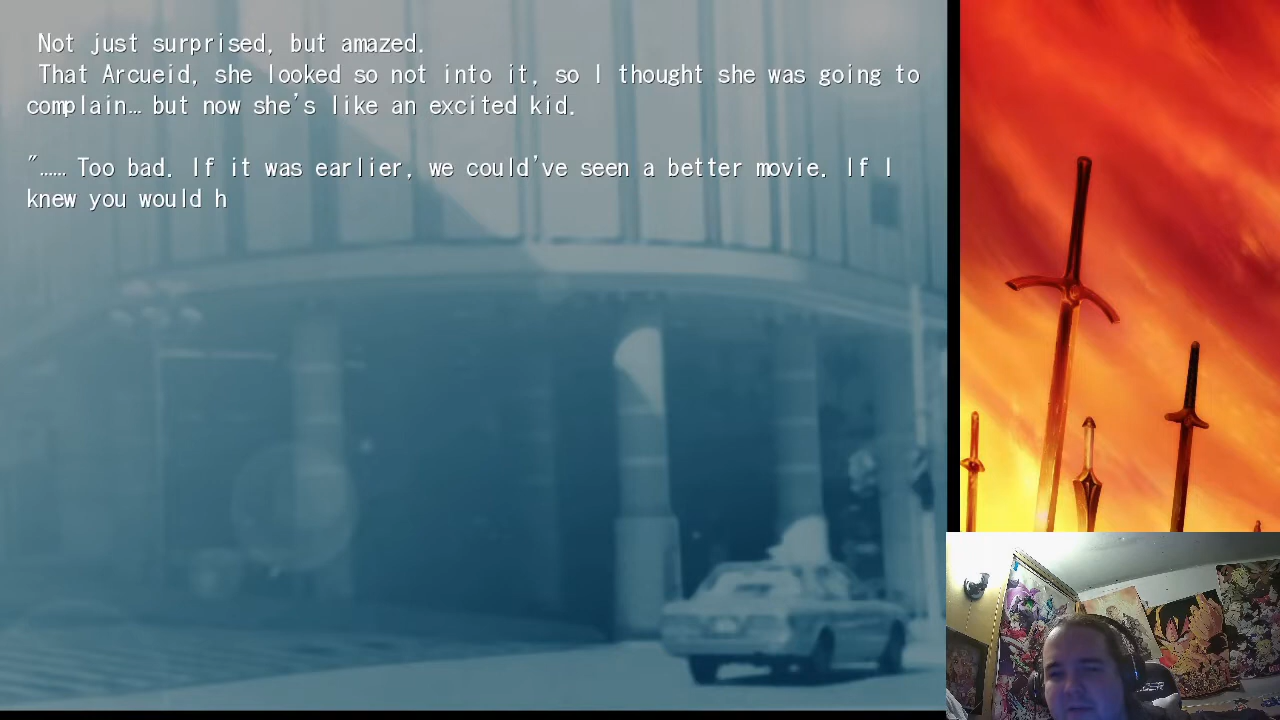 Not just surprised, but amazed.
That Arcueid, she looked so not into it, so I thought she was going to
complain… but now she's like an excited kid.
"…… Too bad. If it was earlier, we could've seen a better movie. If I
knew you would h